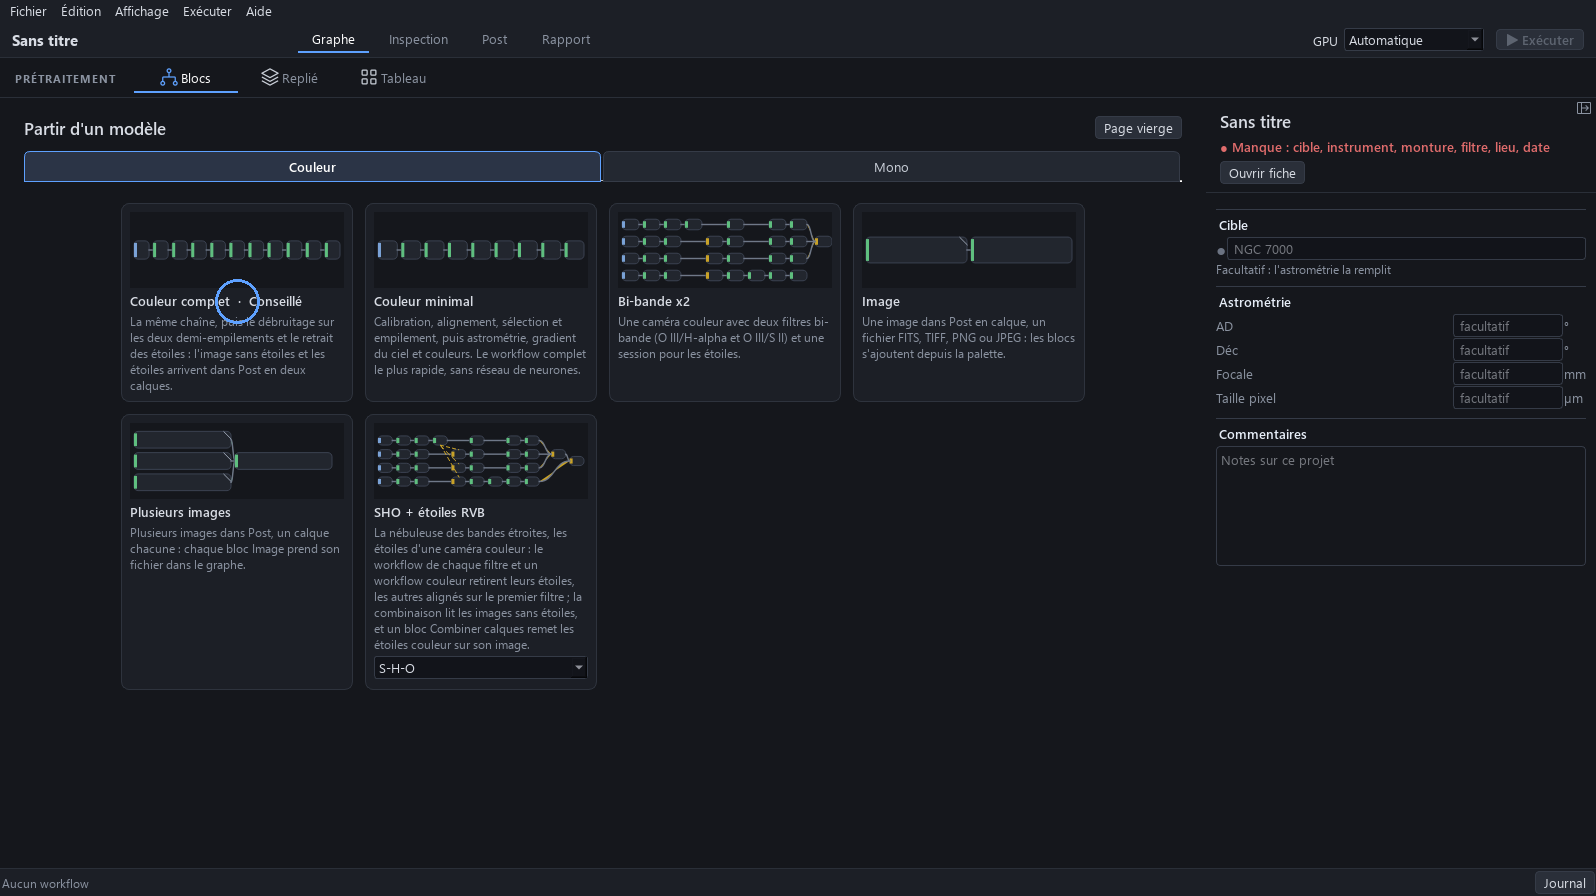 Fichier Édition Affichage Exécuter Aide
Sans titre
Graphe Inspection Post Rapport
GPU Automatique Exécuter
PRÉTRAITEMENT Blocs Replié Tableau
Partir d'un modèle
Page vierge
Couleur Mono
Couleur complet · Conseillé
La même chaîne, puis le débruitage sur
les deux demi-empilements et le retrait
des étoiles : l'image sans étoiles et les
étoiles arrivent dans Post en deux
calques.
Couleur minimal
Calibration, alignement, sélection et
empilement, puis astrométrie, gradient
du ciel et couleurs. Le workflow complet
le plus rapide, sans réseau de neurones.
Bi-bande x2
Une caméra couleur avec deux filtres bi-
bande (O III/H-alpha et O III/S II) et une
session pour les étoiles.
Image
Une image dans Post en calque, un
fichier FITS, TIFF, PNG ou JPEG : les blocs
s'ajoutent depuis la palette.
Plusieurs images
Plusieurs images dans Post, un calque
chacune : chaque bloc Image prend son
fichier dans le graphe.
SHO + étoiles RVB
La nébuleuse des bandes étroites, les
étoiles d'une caméra couleur : le
workflow de chaque filtre et un
workflow couleur retirent leurs étoiles,
les autres alignés sur le premier filtre ; la
combinaison lit les images sans étoiles,
et un bloc Combiner calques remet les
étoiles couleur sur son image.
S-H-O
Sans titre
Manque : cible, instrument, monture, filtre, lieu, date
Ouvrir fiche
Cible
NGC 7000
Facultatif : l'astrométrie la remplit
Astrométrie
AD facultatif °
Déc facultatif °
Focale facultatif mm
Taille pixel facultatif µm
Commentaires
Notes sur ce projet
Aucun workflow
Journal